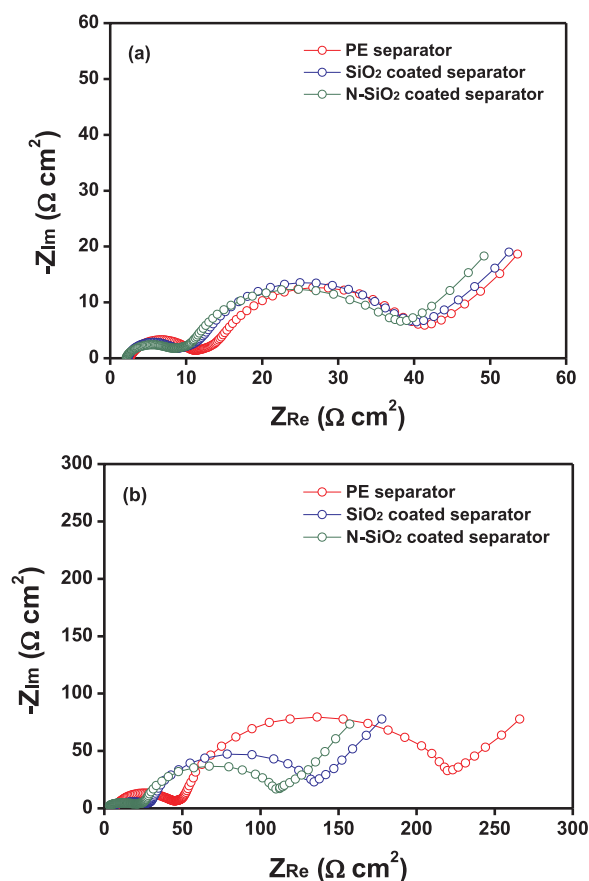 (a)
PE separator
SiO₂ coated separator
N-SiO₂ coated separator
60
50
40
30
20
10
0
-ZIm (Ω cm²)
0 10 20 30 40 50 60
ZRe (Ω cm²)
(b)
PE separator
SiO₂ coated separator
N-SiO₂ coated separator
300
250
200
150
100
50
0
-ZIm (Ω cm²)
0 50 100 150 200 250 300
ZRe (Ω cm²)